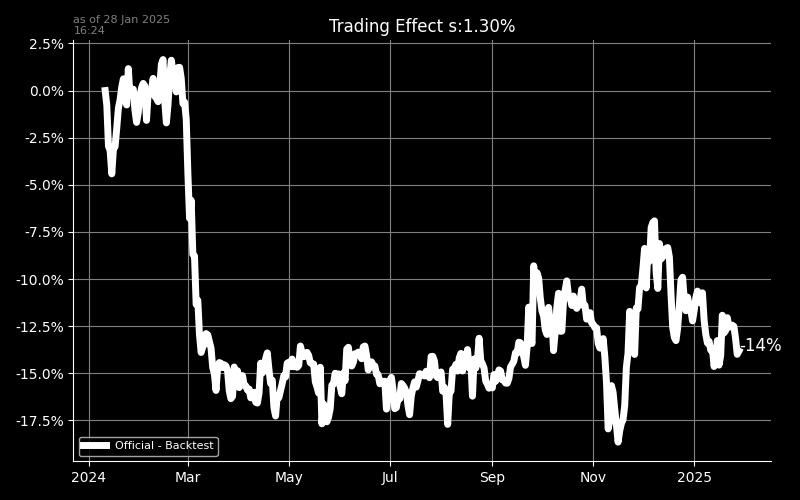 as of 28 Jan 2025
16:24
Trading Effect s:1.30%
2.5%
0.0%
-2.5%
-5.0%
-7.5%
-10.0%
-12.5%
-15.0%
-17.5%
-14%
Official - Backtest
2024 Mar May Jul Sep Nov 2025